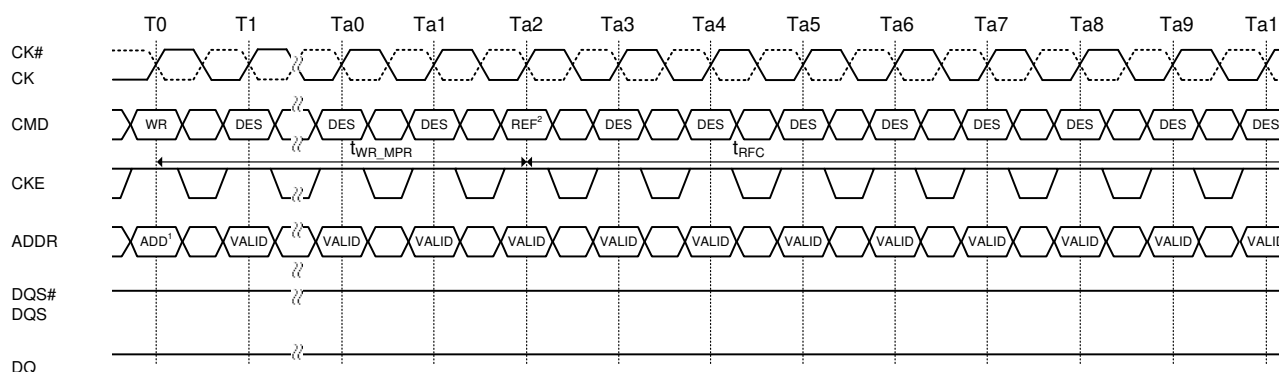 T0 T1 Ta0 Ta1 Ta2 Ta3 Ta4 Ta5 Ta6 Ta7 Ta8 Ta9 Ta1
CK#
CK
CMD WR DES DES DES REF² DES DES DES DES DES DES DES DES
tWR_MPR tRFC
CKE
ADDR ADD¹ VALID VALID VALID VALID VALID VALID VALID VALID VALID VALID VALID VALI
DQS#
DQS
DQ